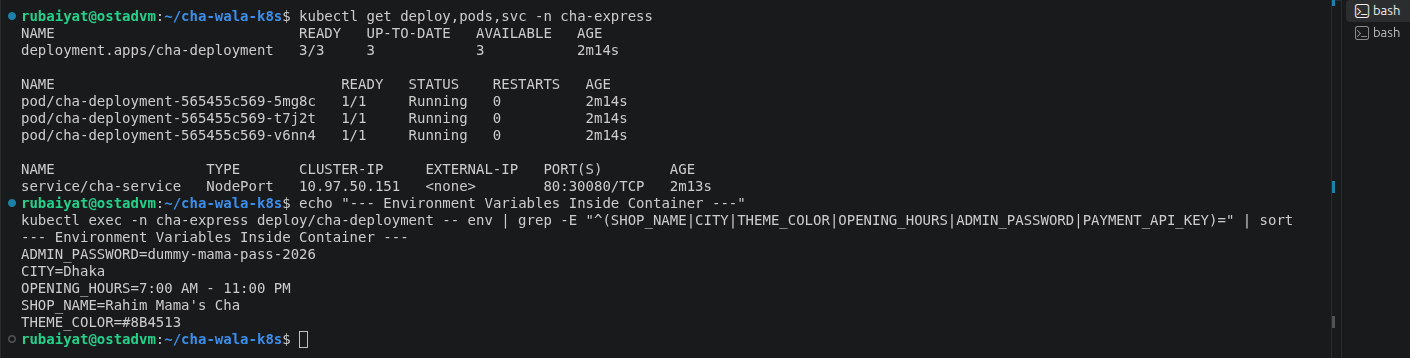 rubaiyat@ostadvm:~/cha-wala-k8s$ kubectl get deploy,pods,svc -n cha-express
NAME                             READY   UP-TO-DATE   AVAILABLE   AGE
deployment.apps/cha-deployment   3/3     3            3           2m14s

NAME                                  READY   STATUS    RESTARTS   AGE
pod/cha-deployment-565455c569-5mg8c   1/1     Running   0          2m14s
pod/cha-deployment-565455c569-t7j2t   1/1     Running   0          2m14s
pod/cha-deployment-565455c569-v6nn4   1/1     Running   0          2m14s

NAME                  TYPE       CLUSTER-IP     EXTERNAL-IP   PORT(S)        AGE
service/cha-service   NodePort   10.97.50.151   <none>        80:30080/TCP   2m13s
rubaiyat@ostadvm:~/cha-wala-k8s$ echo "--- Environment Variables Inside Container ---"
kubectl exec -n cha-express deploy/cha-deployment -- env | grep -E "^(SHOP_NAME|CITY|THEME_COLOR|OPENING_HOURS|ADMIN_PASSWORD|PAYMENT_API_KEY)=" | sort
--- Environment Variables Inside Container ---
ADMIN_PASSWORD=dummy-mama-pass-2026
CITY=Dhaka
OPENING_HOURS=7:00 AM - 11:00 PM
SHOP_NAME=Rahim Mama's Cha
THEME_COLOR=#8B4513
rubaiyat@ostadvm:~/cha-wala-k8s$
bash
bash